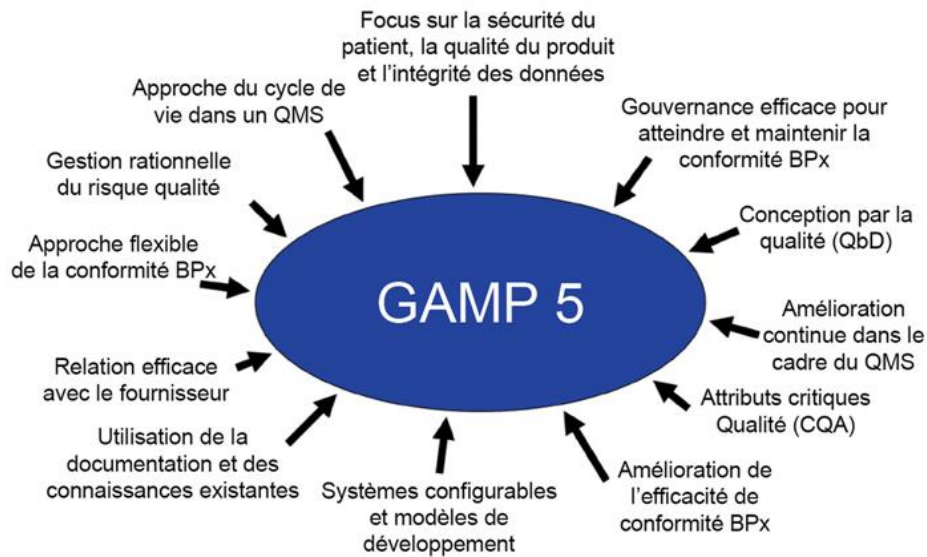 Focus sur la sécurité du
patient, la qualité du produit
et l'intégrité des données
Approche du cycle de
vie dans un QMS
Gouvernance efficace pour
atteindre et maintenir la
conformité BPx
Gestion rationnelle
du risque qualité
Conception par la
qualité (QbD)
Approche flexible
de la conformité BPx
GAMP 5
Amélioration
continue dans le
cadre du QMS
Relation efficace
avec le fournisseur
Attributs critiques
Qualité (CQA)
Utilisation de la
documentation et des
connaissances existantes
Systèmes configurables
et modèles de
développement
Amélioration de
l'efficacité de
conformité BPx